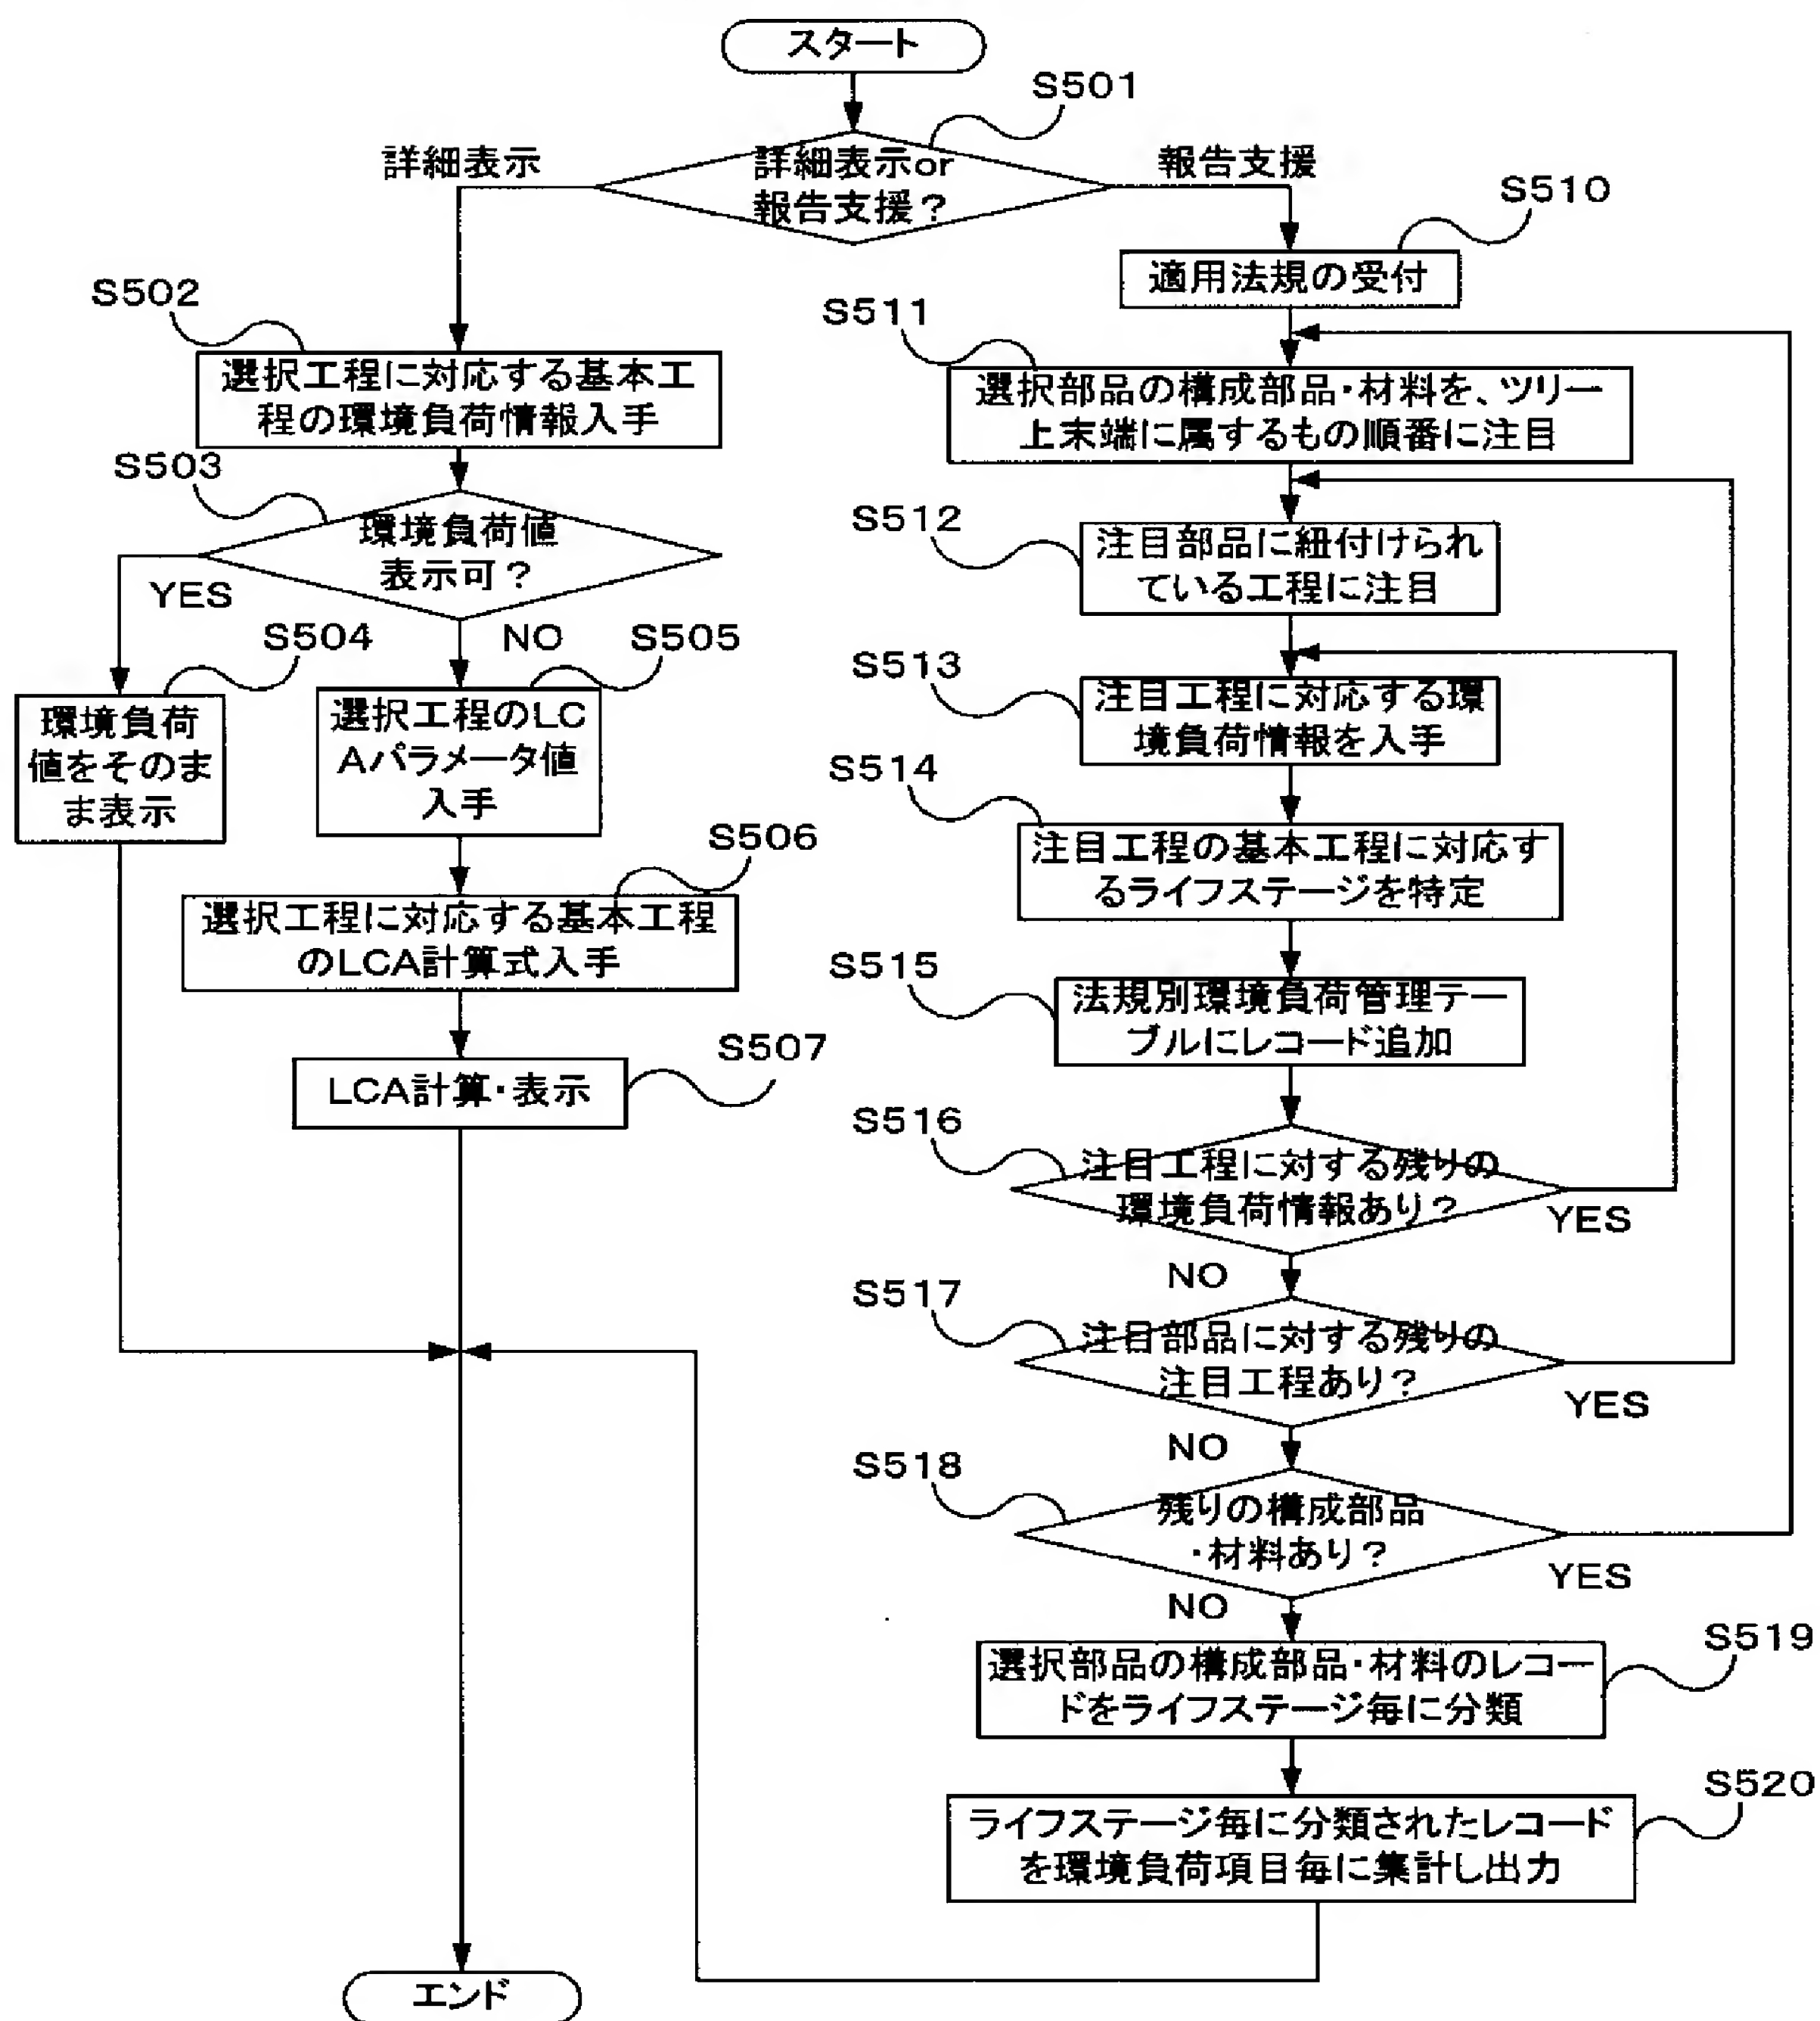 スタート
S501
詳細表示
詳細表示or
報告支援？
報告支援
S510
適用法規の受付
S502
選択工程に対応する基本工
程の環境負荷情報入手
S511
選択部品の構成部品・材料を、ツリー
上末端に属するもの順番に注目
S503
環境負荷値
表示可？
YES
NO
S512
注目部品に紐付けられ
ている工程に注目
S504
環境負荷
値をそのま
ま表示
S505
選択工程のLC
Aパラメータ値
入手
S513
注目工程に対応する環
境負荷情報を入手
S506
選択工程に対応する基本工程
のLCA計算式入手
S514
注目工程の基本工程に対応す
るライフステージを特定
S507
LCA計算・表示
S515
法規別環境負荷管理テー
ブルにレコード追加
S516
注目工程に対する残りの
環境負荷情報あり？
YES
NO
S517
注目部品に対する残りの
注目工程あり？
YES
NO
S518
残りの構成部品
・材料あり？
YES
NO
S519
選択部品の構成部品・材料のレコー
ドをライフステージ毎に分類
S520
ライフステージ毎に分類されたレコード
を環境負荷項目毎に集計し出力
エンド